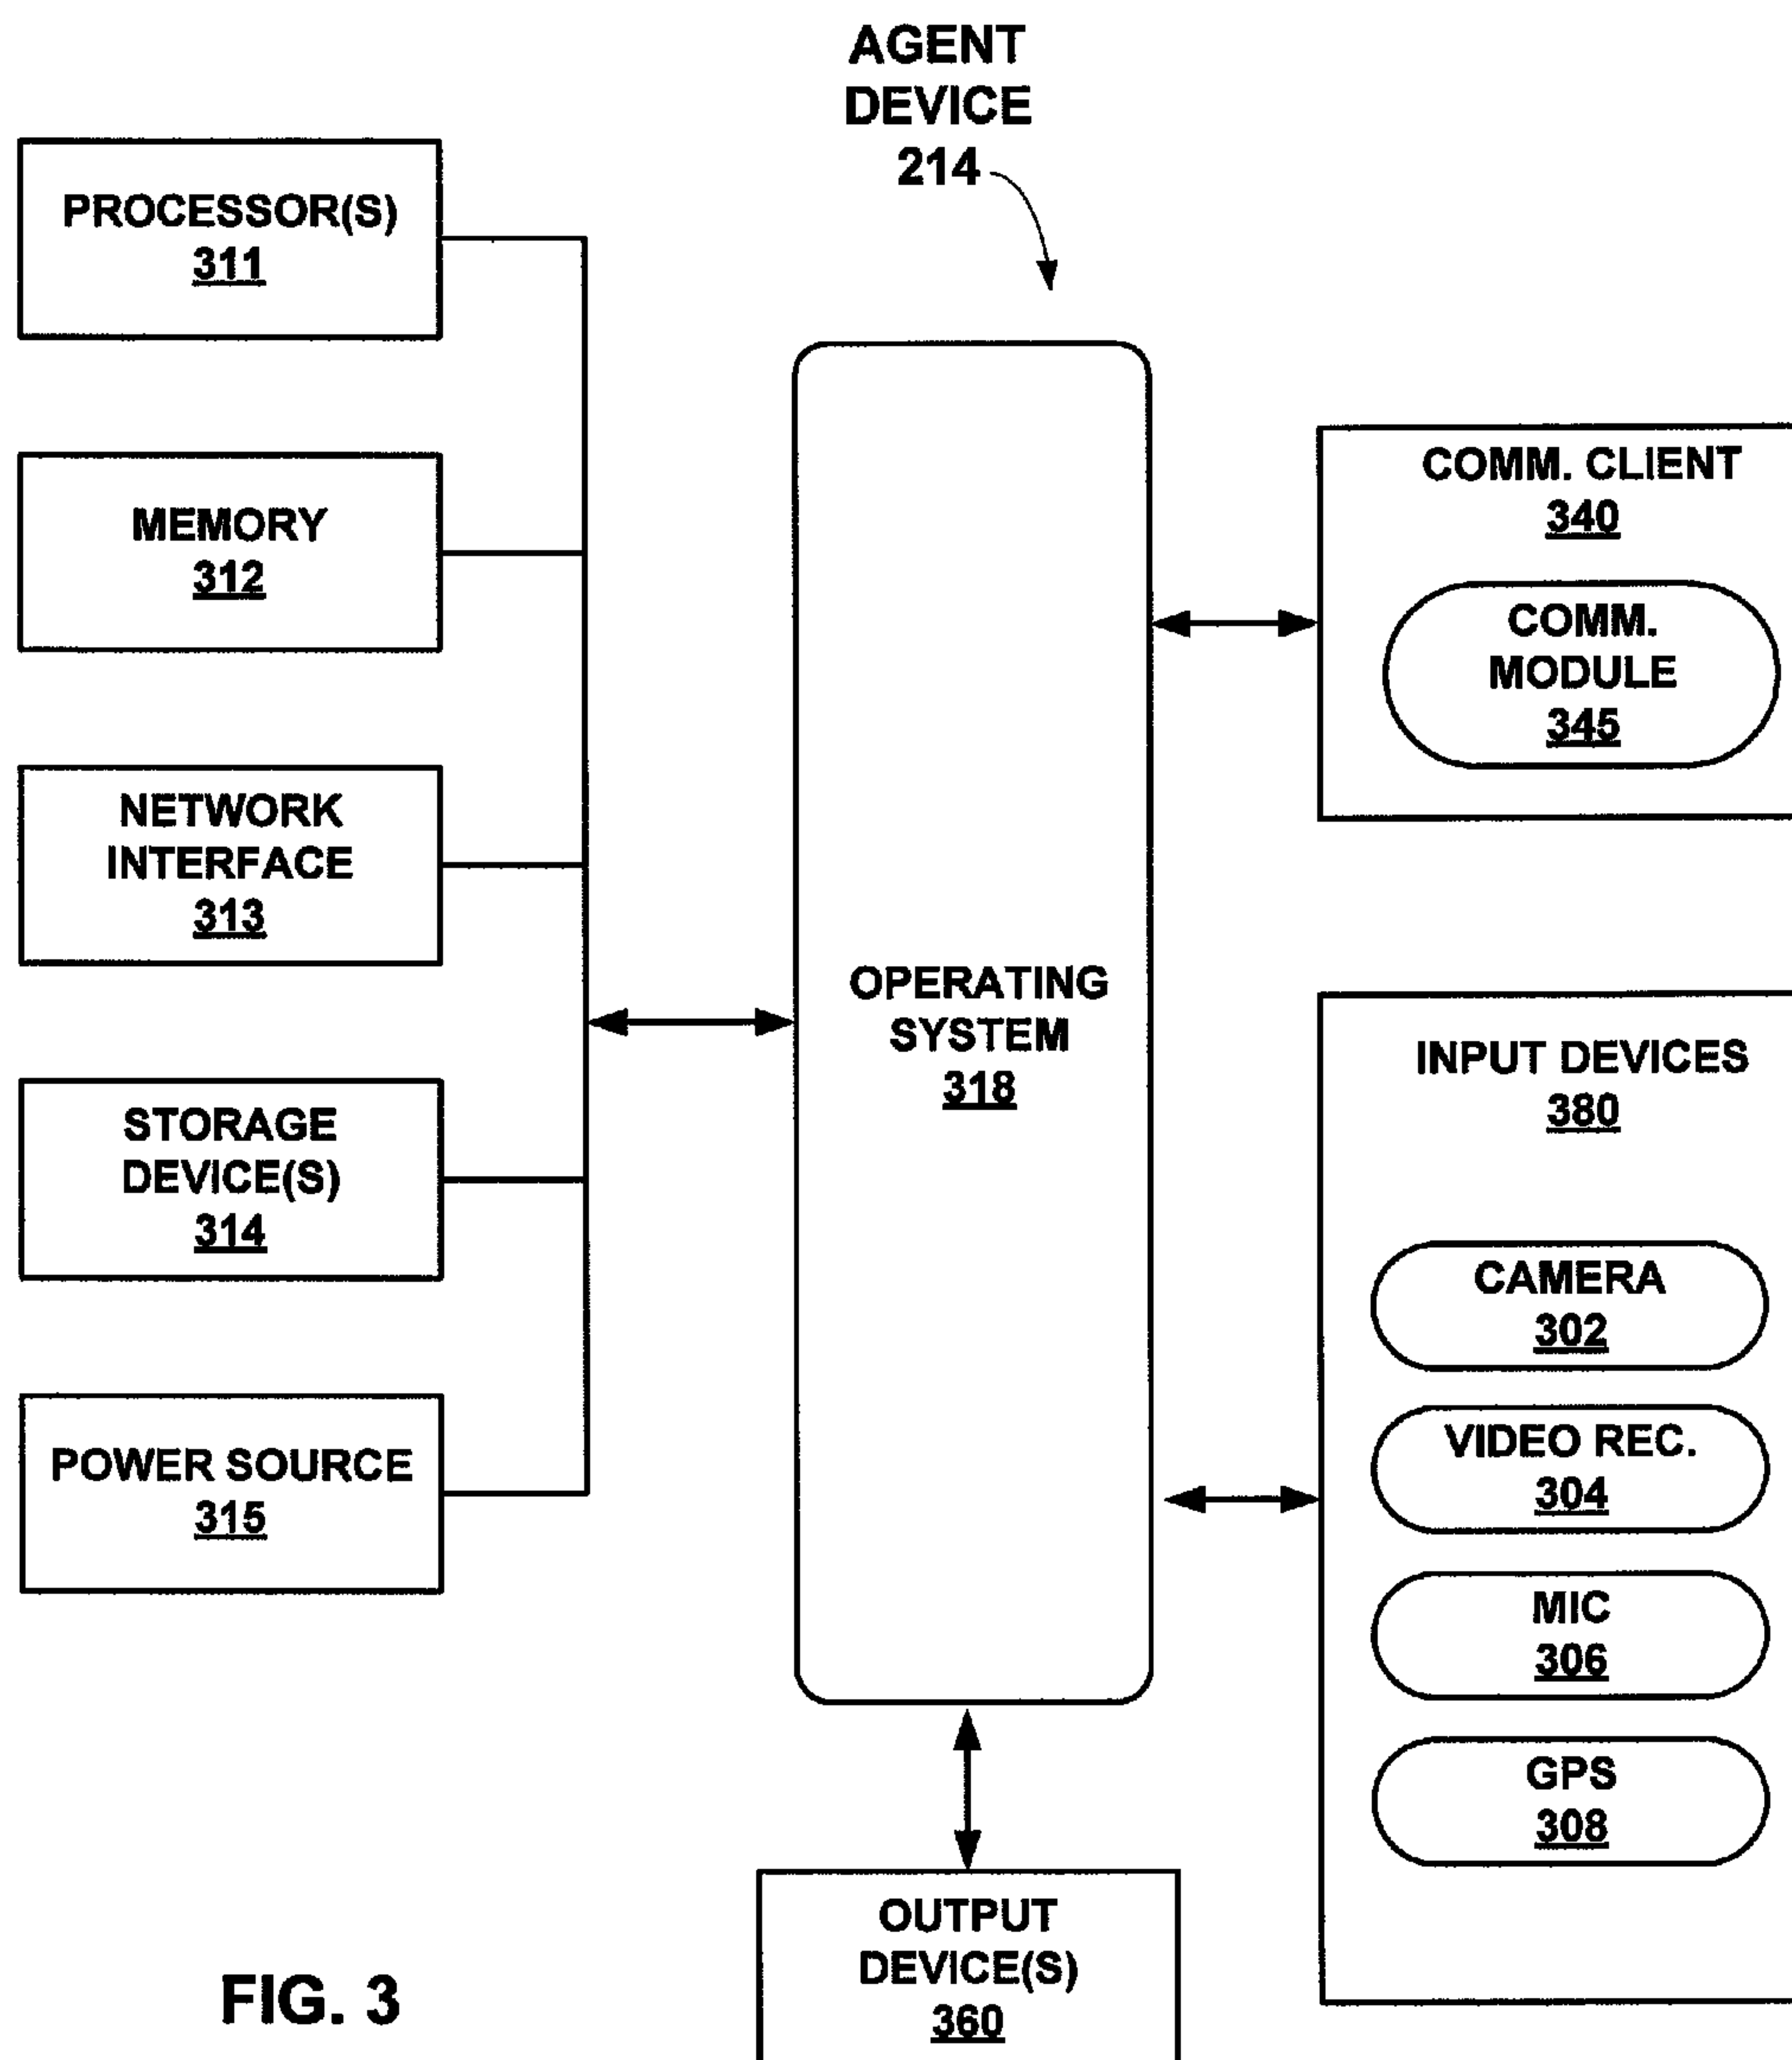 AGENT
DEVICE
214
PROCESSOR(S)
311
MEMORY
312
NETWORK
INTERFACE
313
STORAGE
DEVICE(S)
314
POWER SOURCE
315
OPERATING
SYSTEM
318
COMM. CLIENT
340
COMM.
MODULE
345
INPUT DEVICES
380
CAMERA
302
VIDEO REC.
304
MIC
306
GPS
308
OUTPUT
DEVICE(S)
360
FIG. 3